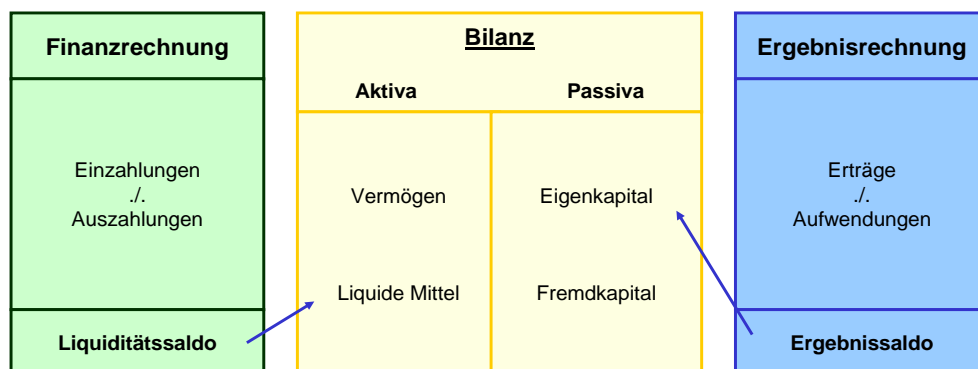 Finanzrechnung
Einzahlungen
./.
Auszahlungen
Liquiditätssaldo
Bilanz
Aktiva Passiva
Vermögen Eigenkapital
Liquide Mittel Fremdkapital
Ergebnisrechnung
Erträge
./.
Aufwendungen
Ergebnissaldo